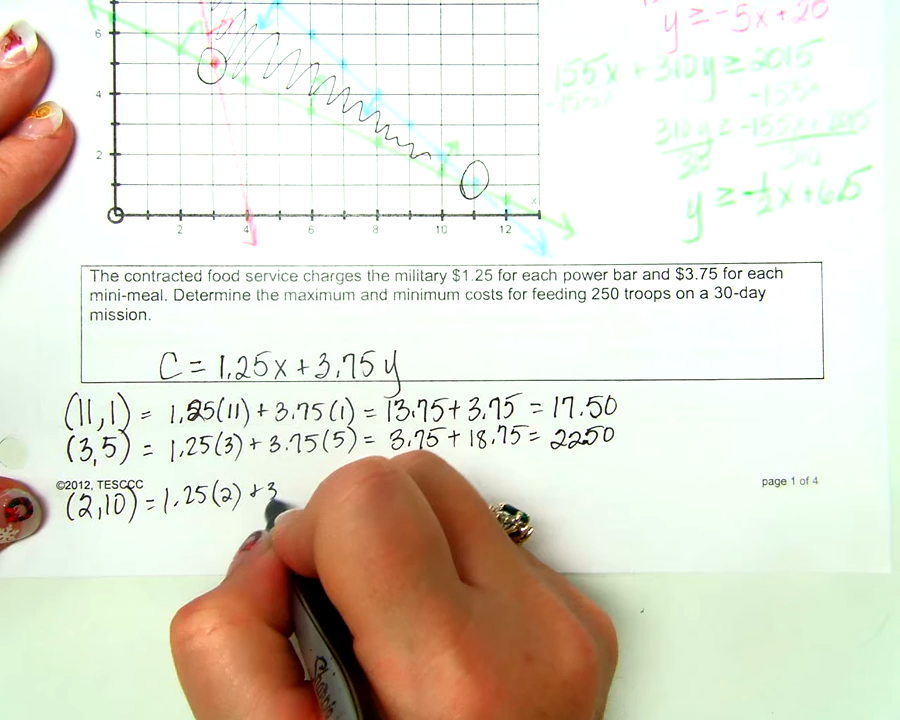 y ≥ -5x + 20
155x + 310y ≥ 2015
-155x
310y ≥ -155x + 2015
310
y ≥ -1/2x + 6.5
6
4
2
x
2 4 6 8 10 12
The contracted food service charges the military $1.25 for each power bar and $3.75 for each
mini-meal. Determine the maximum and minimum costs for feeding 250 troops on a 30-day
mission.
C = 1.25x + 3.75y
(11,1) = 1.25(11) + 3.75(1) = 13.75 + 3.75 = 17.50
(3,5) = 1.25(3) + 3.75(5) = 3.75 + 18.75 = 2250
©2012, TESCCC
page 1 of 4
(2,10) = 1.25(2) + 3